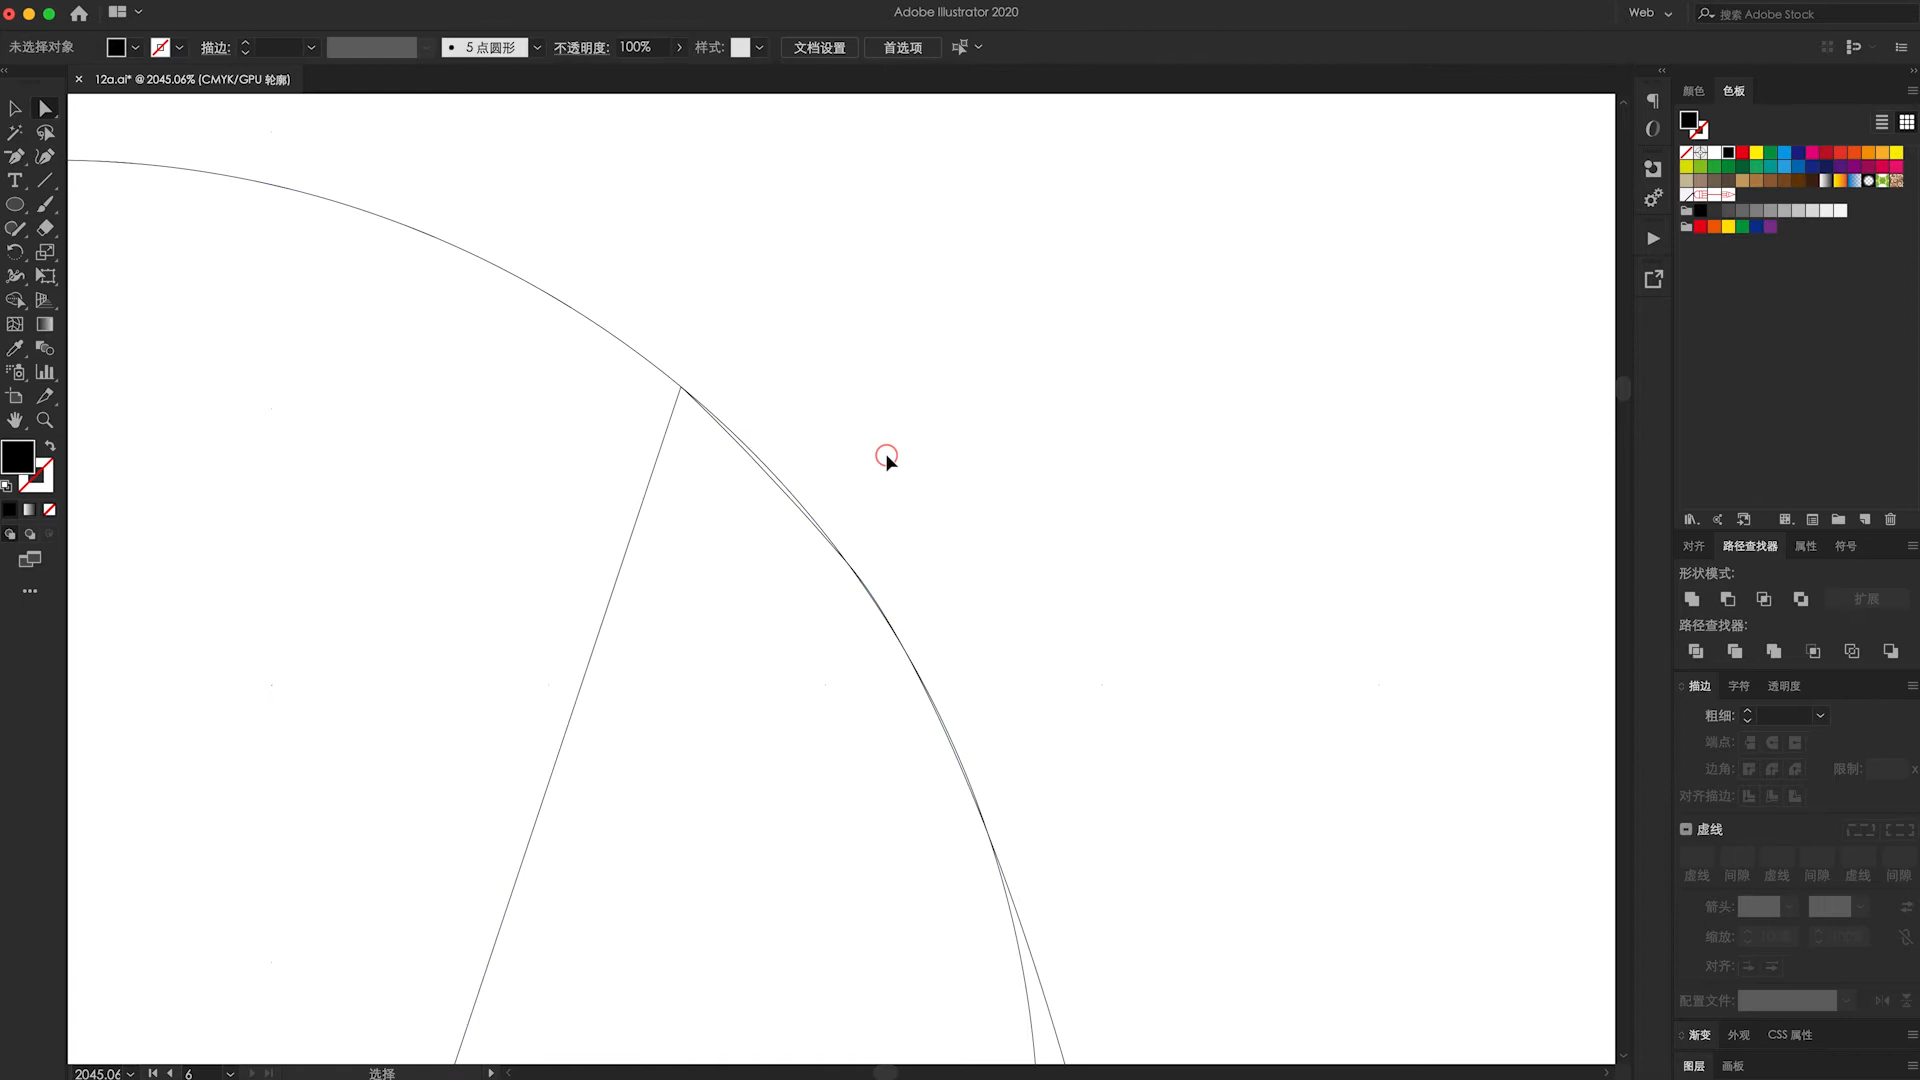 Adobe Illustrator 2020
Web
搜索 Adobe Stock
未选择对象
描边:
5 点圆形
不透明度:
100%
样式:
文档设置
首选项
× 12a.ai* @ 2045.06% (CMYK/GPU 轮廓)
颜色
色板
对齐
路径查找器
属性
符号
形状模式:
扩展
路径查找器:
描边
字符
透明度
粗细:
端点:
边角:
限制:
x
对齐描边:
虚线
虚线 间隙 虚线 间隙 虚线 间隙
箭头:
缩放:
100%
100%
对齐:
配置文件:
渐变
外观
CSS 属性
图层
画板
2045.06
6
选择